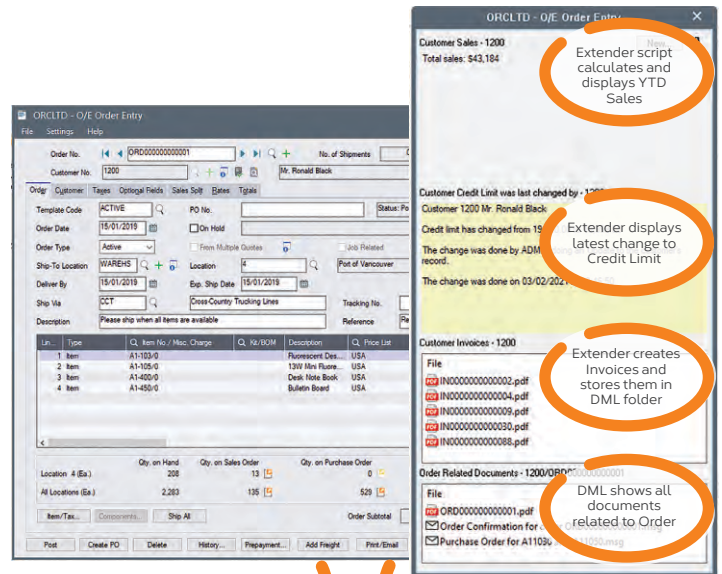 ORCLTD - O/E Order Entry
File Settings Help
Order No. ORD000000000001 No. of Shipments
Customer No. 1200 Mr. Ronald Black
Order Customer Taxes Optional Fields Sales Split Rates Totals
Template Code ACTIVE PO No. Status:
Order Date 15/01/2019 On Hold
Order Type Active From Multiple Quotes Job Related
Ship-To Location WAREHS Location 4 Port of Vancouver
Deliver By 15/01/2019 Exp. Ship Date 15/01/2019
Ship Via CCT Cross-Country Trucking Lines Tracking No.
Description Please ship when all items are available Reference
Lin... Type Item No./Misc. Charge Kit/BOM Description Price List
1 Item A1-103/0 Fluorescent Des... USA
2 Item A1-105/0 13W Mini Fluore... USA
3 Item A1-400/0 Desk Note Book USA
4 Item A1-450/0 Bulletin Board USA
Qty. on Hand Qty. on Sales Order Qty. on Purchase Order
Location 4 (Ea.) 208 13 0
All Locations (Ea.) 2,283 135 529
Item/Tax... Components... Ship All Order Subtotal
Post Create PO Delete History... Prepayment... Add Freight Print/Email
ORCLTD - O/E Order Entry
Customer Sales - 1200 New...
Total sales: $43,184
Extender script
calculates and
displays YTD
Sales
Customer Credit Limit was last changed by - 1200
Customer 1200 Mr. Ronald Black
Credit limit has changed from
The change was done by
record.
The change was done on 03/02/2021
Extender displays
latest change to
Credit Limit
Customer Invoices - 1200
File
IN0000000000002.pdf
IN0000000000004.pdf
IN0000000000009.pdf
IN0000000000030.pdf
IN0000000000088.pdf
Extender creates
Invoices and
stores them in
DML folder
Order Related Documents - 1200/ORD000000000001
File
ORD000000000001.pdf
Order Confirmation for
Purchase Order for
DML shows all
documents
related to Order